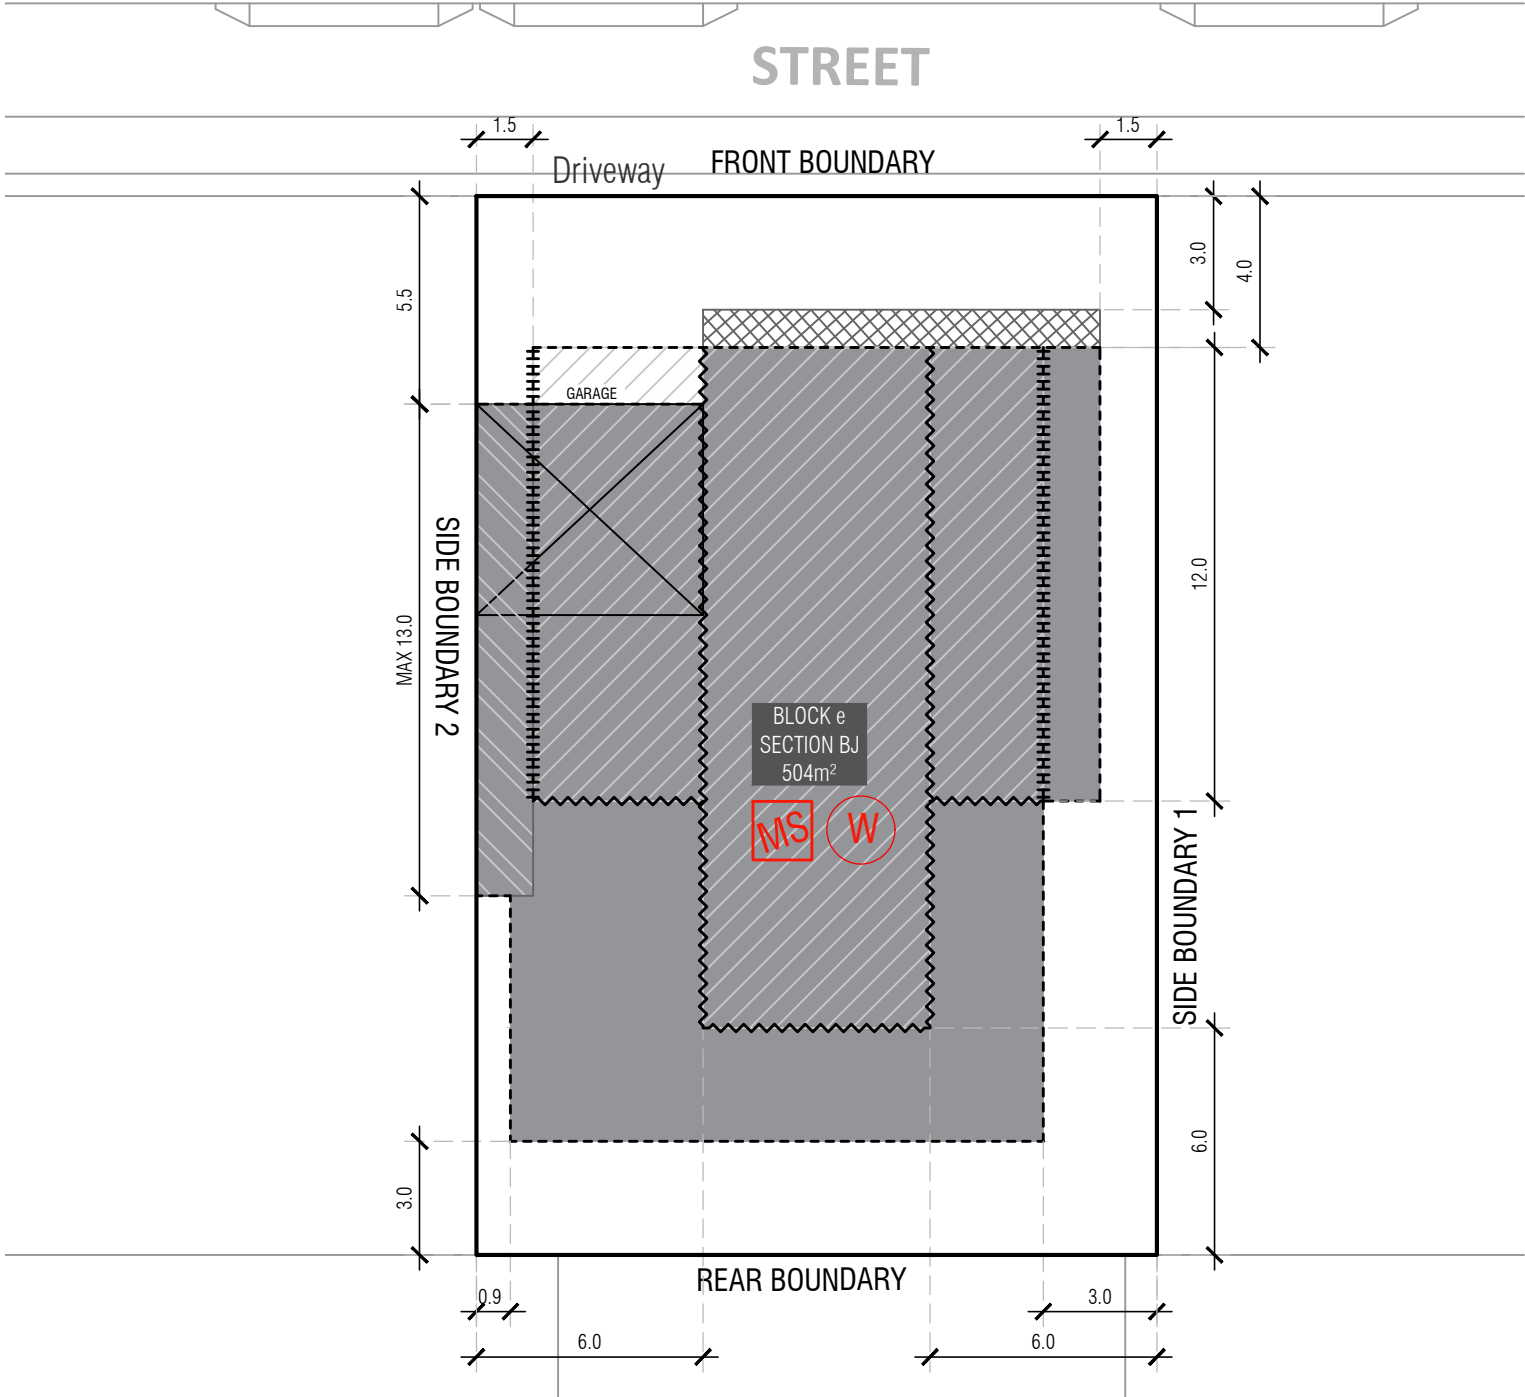 STREET
1.5
1.5
Driveway
FRONT BOUNDARY
3.0
4.0
5.5
GARAGE
SIDE BOUNDARY 2
12.0
MAX 13.0
BLOCK e
SECTION BJ
504m²
MS
W
SIDE BOUNDARY 1
6.0
3.0
REAR BOUNDARY
0.9
3.0
6.0
6.0